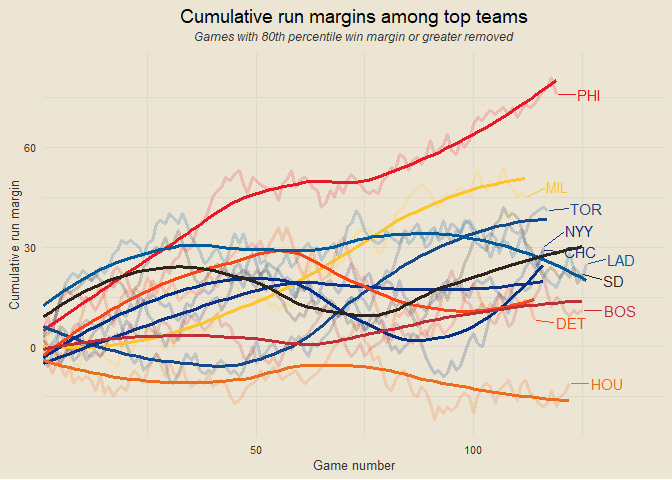 Cumulative run margins among top teams
Games with 80th percentile win margin or greater removed
Cumulative run margin
60
30
0
PHI
MIL
TOR
NYY
CHC
LAD
SD
BOS
DET
HOU
50
100
Game number